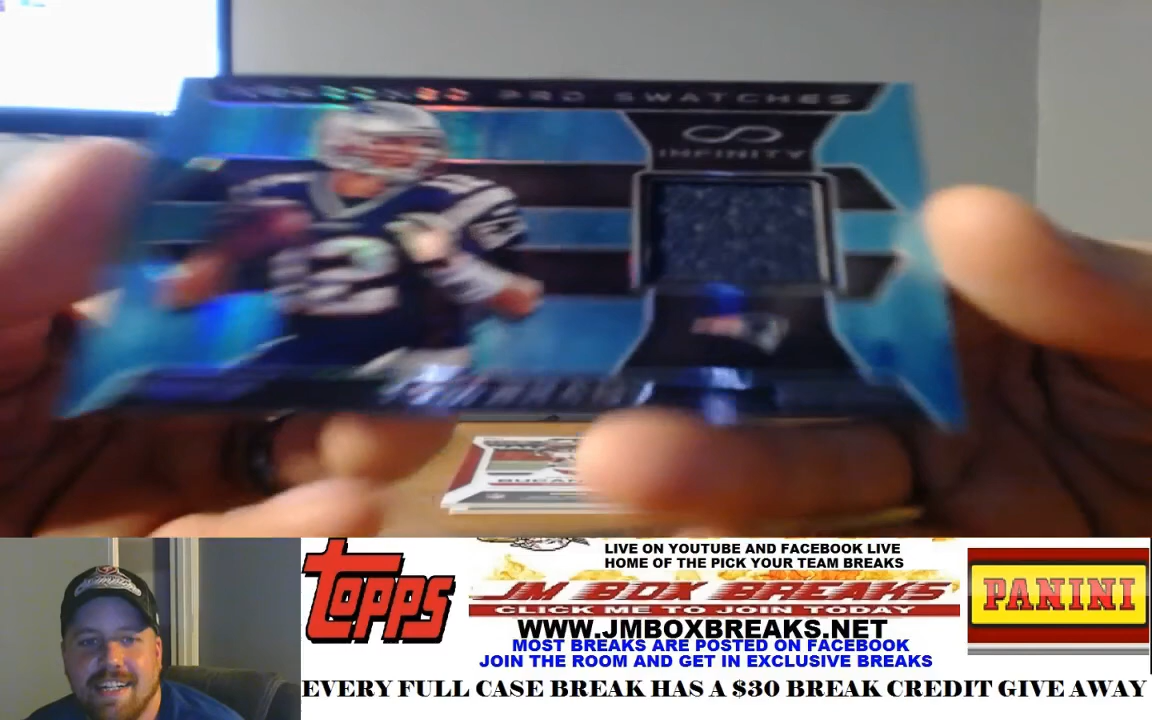 PRO SWATCHES
INFINITY
12
BUCAN
TOPPS
LIVE ON YOUTUBE AND FACEBOOK LIVE
HOME OF THE PICK YOUR TEAM BREAKS
JM BOX BREAKS
CLICK ME TO JOIN TODAY
WWW.JMBOXBREAKS.NET
MOST BREAKS ARE POSTED ON FACEBOOK
JOIN THE ROOM AND GET IN EXCLUSIVE BREAKS
PANINI
EVERY FULL CASE BREAK HAS A $30 BREAK CREDIT GIVE AWAY